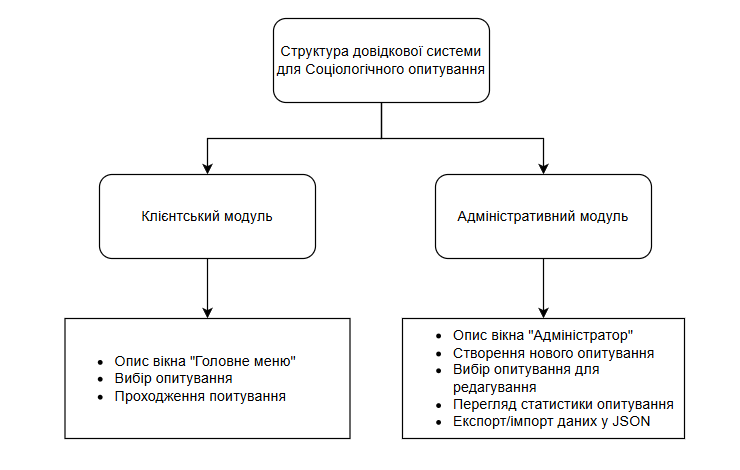 Структура довідкової системи
для Соціологічного опитування
Клієнтський модуль
Адміністративний модуль
Опис вікна "Головне меню"
Вибір опитування
Проходження поитування
Опис вікна "Адміністратор"
Створення нового опитування
Вибір опитування для
редагування
Перегляд статистики опитування
Експорт/імпорт даних у JSON